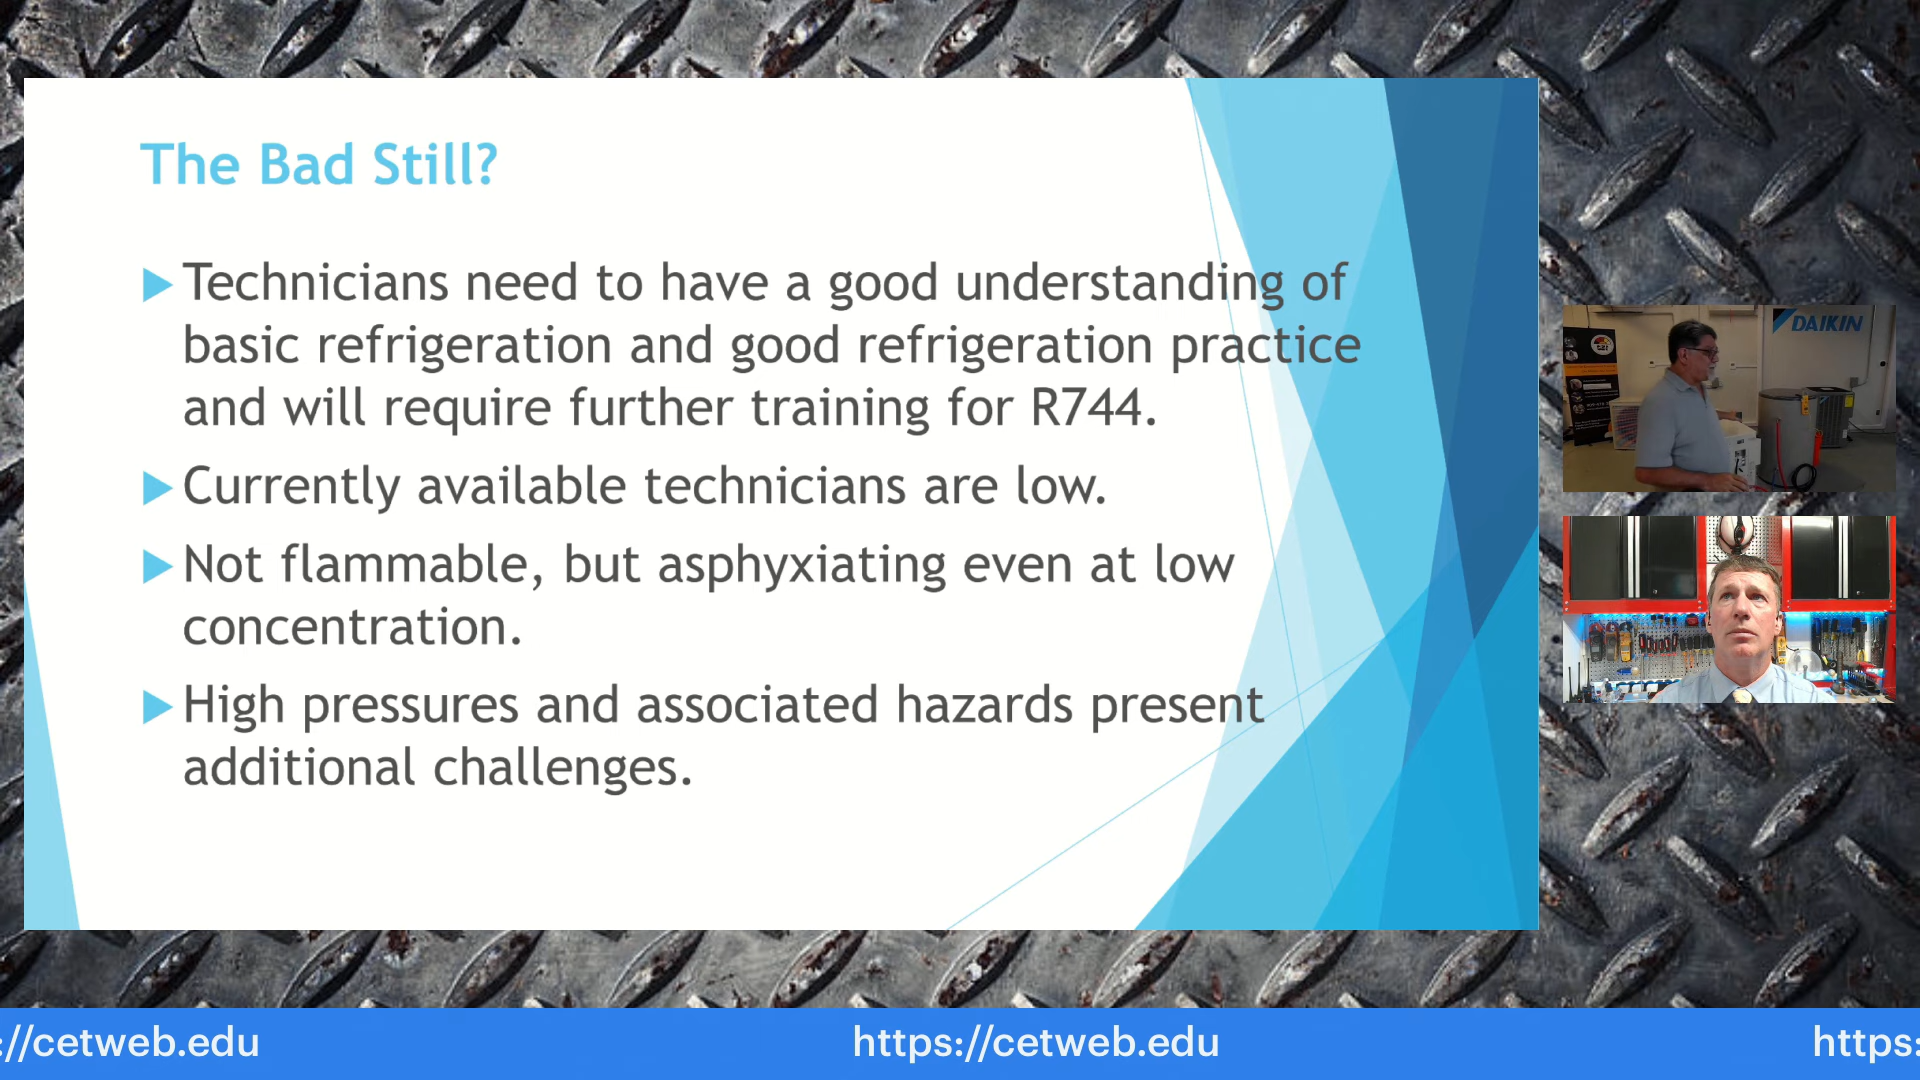 The Bad Still?
Technicians need to have a good understanding of
basic refrigeration and good refrigeration practice
and will require further training for R744.
Currently available technicians are low.
Not flammable, but asphyxiating even at low
concentration.
High pressures and associated hazards present
additional challenges.
DAIKIN
://cetweb.edu
https://cetweb.edu
https: